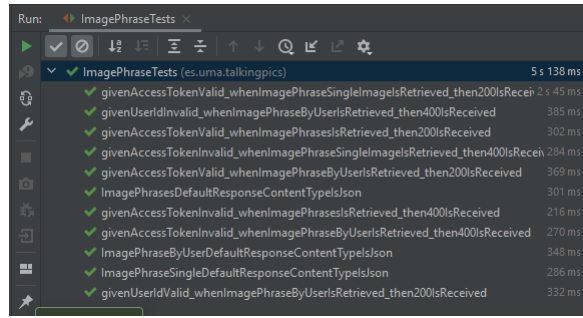 Run: ImagePhraseTests ×
ImagePhraseTests (es.uma.talkingpics) 5 s 138 ms
givenAccessTokenValid_whenImagePhraseSingleImageIsRetrieved_then200IsRecei 2 s 45 ms
givenUserIdInvalid_whenImagePhraseByUserIsRetrieved_then400IsReceived 385 ms
givenAccessTokenValid_whenImagePhrasesIsRetrieved_then200IsReceived 302 ms
givenAccessTokenInvalid_whenImagePhraseSingleImageIsRetrieved_then400IsRecei 284 ms
givenAccessTokenValid_whenImagePhraseByUserIsRetrieved_then200IsReceived 369 ms
ImagePhrasesDefaultResponseContentTypeIsJson 301 ms
givenAccessTokenInvalid_whenImagePhrasesIsRetrieved_then400IsReceived 216 ms
givenAccessTokenInvalid_whenImagePhraseByUserIsRetrieved_then400IsReceived 270 ms
ImagePhraseByUserDefaultResponseContentTypeIsJson 348 ms
ImagePhraseSingleDefaultResponseContentTypeIsJson 286 ms
givenUserIdValid_whenImagePhraseByUserIsRetrieved_then200IsReceived 332 ms